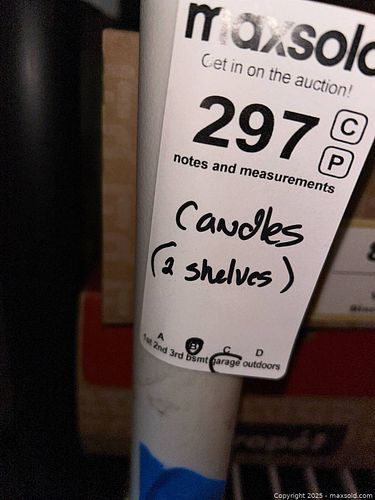 maxsold
Get in on the auction!
297 C
P
notes and measurements
Candles
(2 shelves)
A B C D
1st 2nd 3rd bsmt garage outdoors
Copyright 2025 - maxsold.com